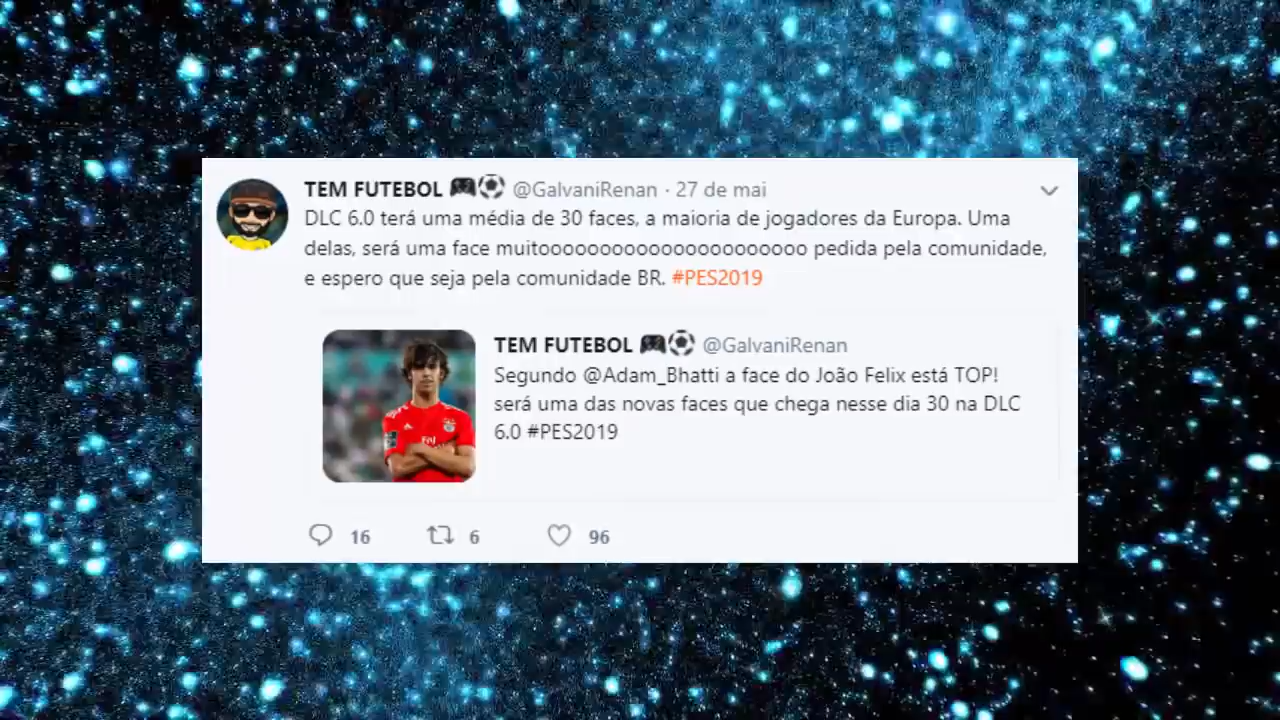 TEM FUTEBOL 🎮⚽ @GalvaniRenan · 27 de mai
DLC 6.0 terá uma média de 30 faces, a maioria de jogadores da Europa. Uma
delas, será uma face muitooooooooooooooooooooooo pedida pela comunidade,
e espero que seja pela comunidade BR. #PES2019
TEM FUTEBOL 🎮⚽ @GalvaniRenan
Segundo @Adam_Bhatti a face do João Felix está TOP!
será uma das novas faces que chega nesse dia 30 na DLC
6.0 #PES2019
Fly
16 6 96